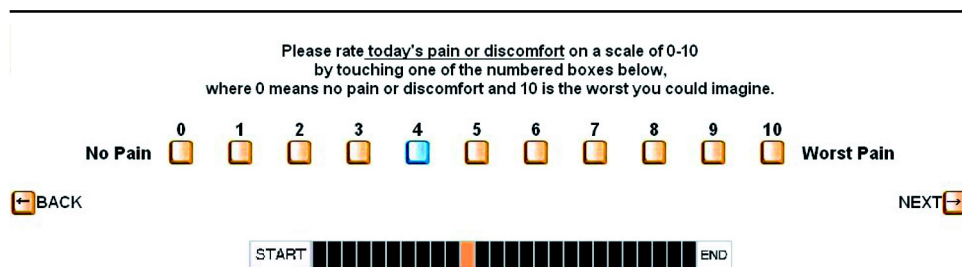 Please rate today's pain or discomfort on a scale of 0-10
by touching one of the numbered boxes below,
where 0 means no pain or discomfort and 10 is the worst you could imagine.
0 1 2 3 4 5 6 7 8 9 10
No Pain Worst Pain
BACK NEXT
START END